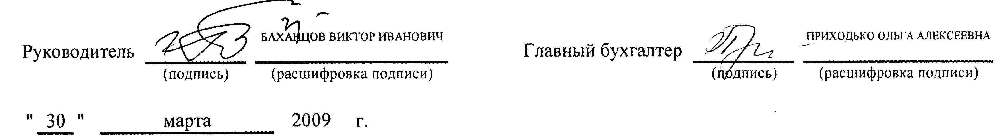 Руководитель БАХАНЦОВ ВИКТОР ИВАНОВИЧ Главный бухгалтер ПРИХОДЬКО ОЛЬГА АЛЕКСЕЕВНА
(подпись) (расшифровка подписи) (подпись) (расшифровка подписи)
" 30 " марта 2009 г.